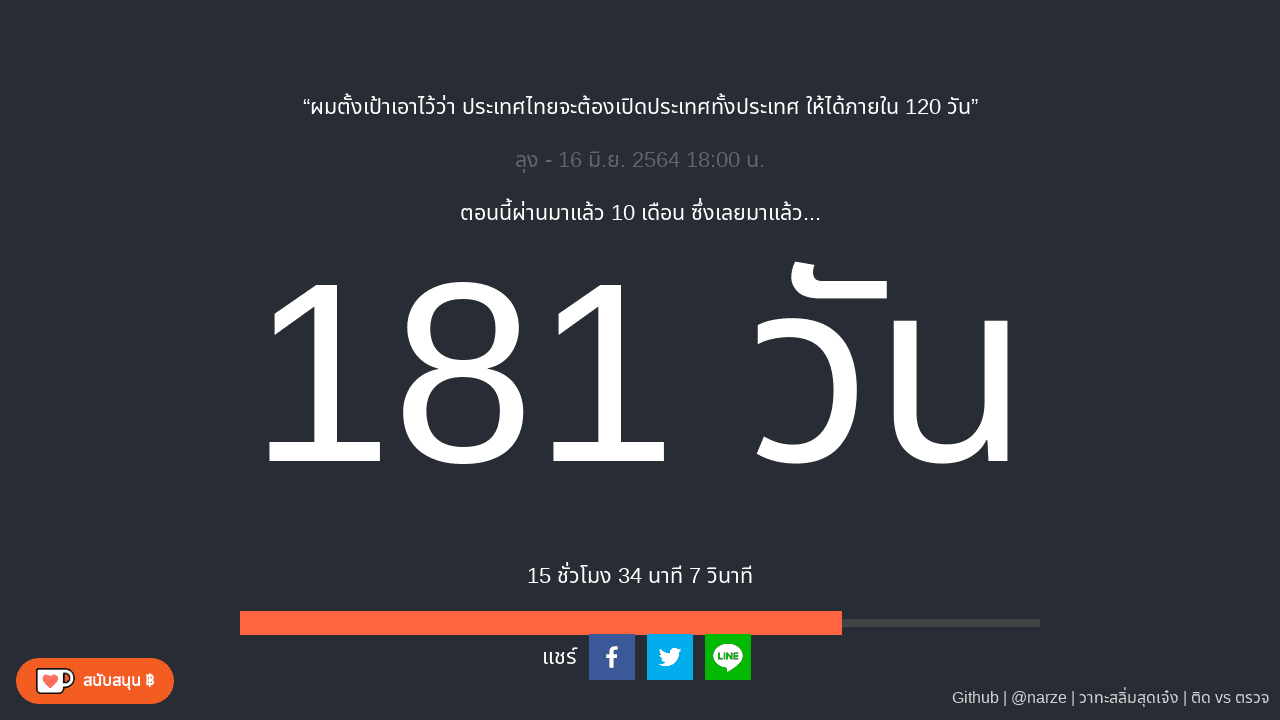 “ผมตั้งเป้าเอาไว้ว่า ประเทศไทยจะต้องเปิดประเทศทั้งประเทศ ให้ได้ภายใน 120 วัน”
ลุง - 16 มิ.ย. 2564 18:00 น.
ตอนนี้ผ่านมาแล้ว 10 เดือน ซึ่งเลยมาแล้ว...
181 วัน
15 ชั่วโมง 34 นาที 7 วินาที
แชร์
LINE
สนับสนุน ฿
Github | @narze | วาทะสลิ่มสุดเจ๋ง | ติด vs ตรวจ